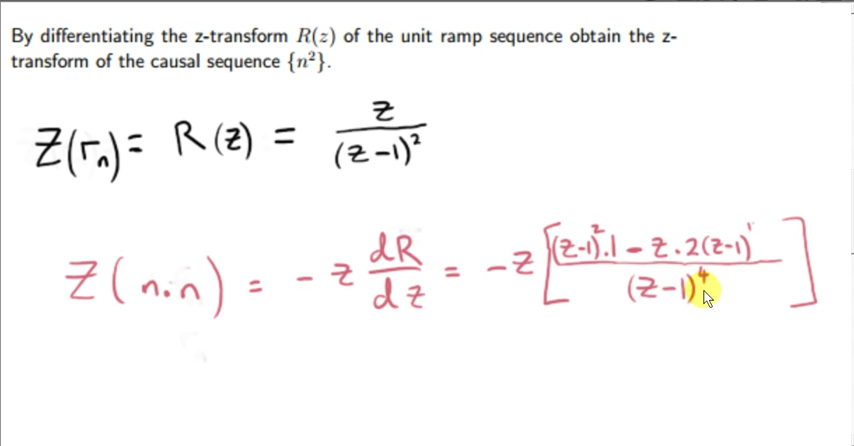 By differentiating the z-transform R(z) of the unit ramp sequence obtain the z-
transform of the causal sequence {n²}.
Z(rₙ) = R(z) = z/(z-1)²
Z(n.n) = -z dR/dz = -z [((z-1)².1 - z.2(z-1)¹)/(z-1)⁴]